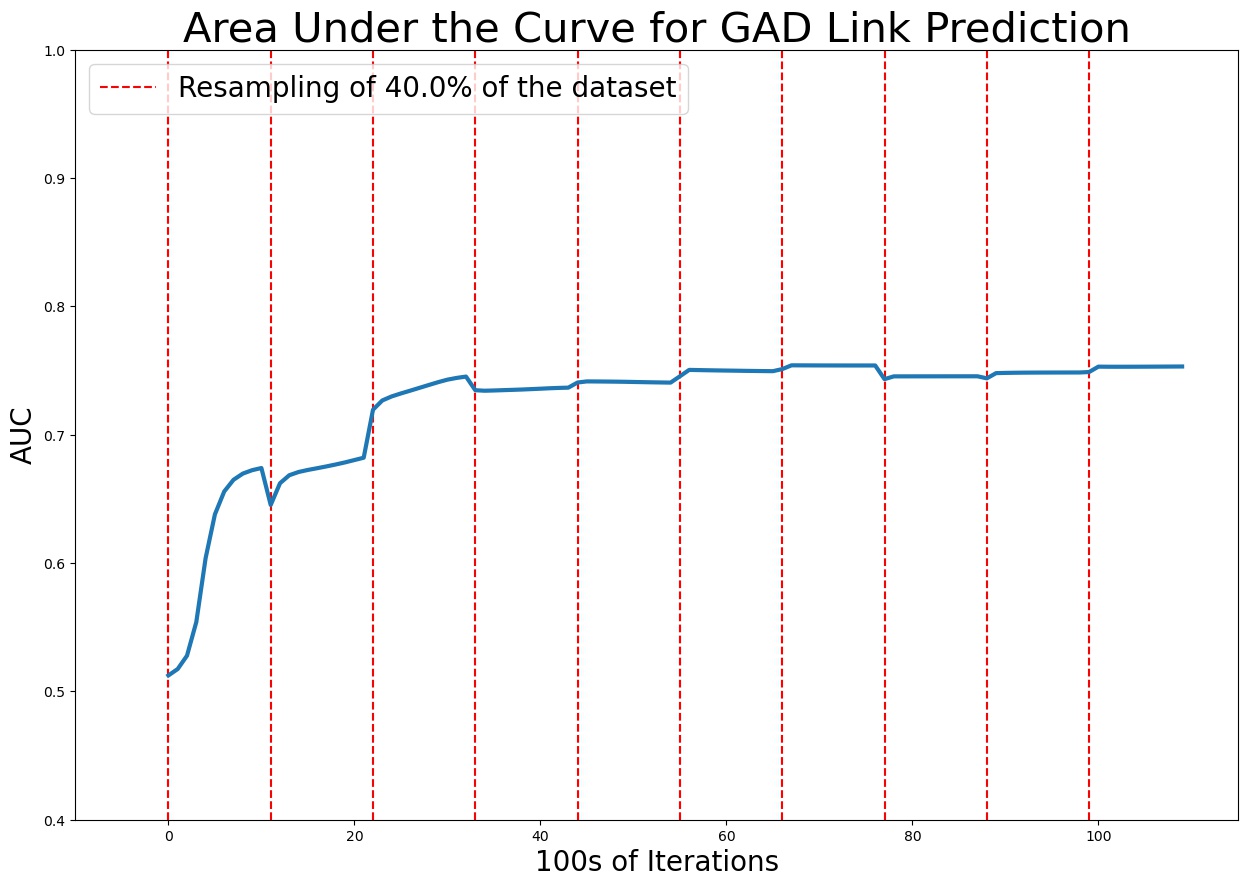 Area Under the Curve for GAD Link Prediction
Resampling of 40.0% of the dataset
1.0
0.9
0.8
0.7
0.6
0.5
0.4
AUC
0 20 40 60 80 100
100s of Iterations